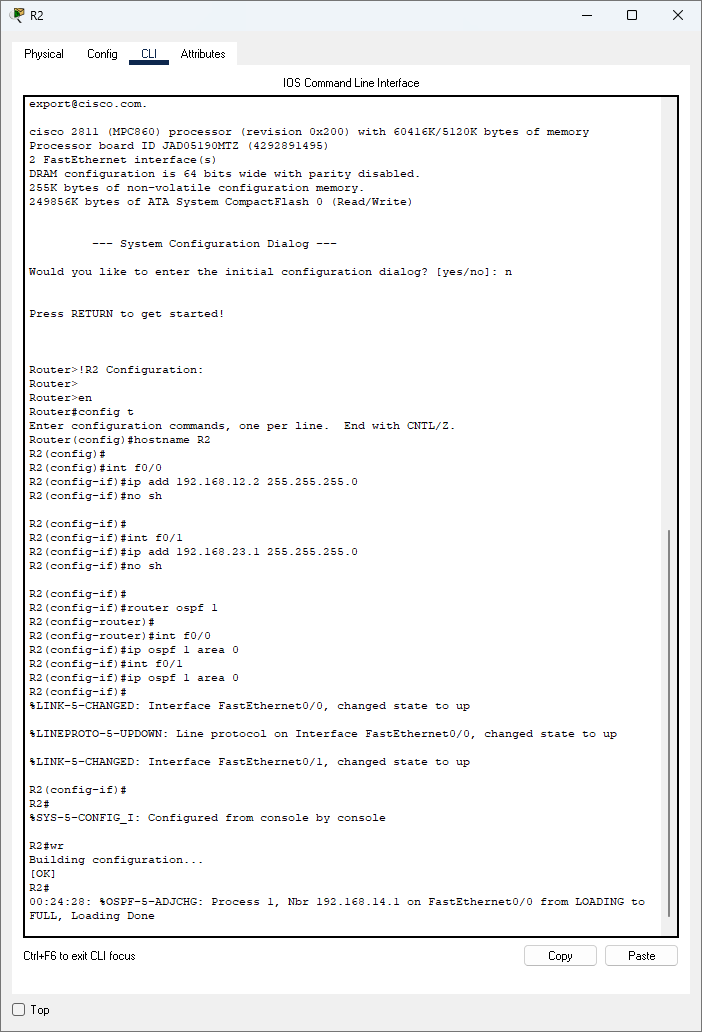 R2
Physical Config CLI Attributes
IOS Command Line Interface
export@cisco.com.
cisco 2811 (MPC860) processor (revision 0x200) with 60416K/5120K bytes of memory
Processor board ID JAD05190MTZ (4292891495)
2 FastEthernet interface(s)
DRAM configuration is 64 bits wide with parity disabled.
255K bytes of non-volatile configuration memory.
249856K bytes of ATA System CompactFlash 0 (Read/Write)
--- System Configuration Dialog ---
Would you like to enter the initial configuration dialog? [yes/no]: n
Press RETURN to get started!
Router>!R2 Configuration:
Router>
Router>en
Router#config t
Enter configuration commands, one per line.  End with CNTL/Z.
Router(config)#hostname R2
R2(config)#
R2(config)#int f0/0
R2(config-if)#ip add 192.168.12.2 255.255.255.0
R2(config-if)#no sh
R2(config-if)#
R2(config-if)#int f0/1
R2(config-if)#ip add 192.168.23.1 255.255.255.0
R2(config-if)#no sh
R2(config-if)#
R2(config-if)#router ospf 1
R2(config-router)#
R2(config-router)#int f0/0
R2(config-if)#ip ospf 1 area 0
R2(config-if)#int f0/1
R2(config-if)#ip ospf 1 area 0
R2(config-if)#
%LINK-5-CHANGED: Interface FastEthernet0/0, changed state to up
%LINEPROTO-5-UPDOWN: Line protocol on Interface FastEthernet0/0, changed state to up
%LINK-5-CHANGED: Interface FastEthernet0/1, changed state to up
R2(config-if)#
R2#
%SYS-5-CONFIG_I: Configured from console by console
R2#wr
Building configuration...
[OK]
R2#
00:24:28: %OSPF-5-ADJCHG: Process 1, Nbr 192.168.14.1 on FastEthernet0/0 from LOADING to
FULL, Loading Done
Ctrl+F6 to exit CLI focus
Copy Paste
Top